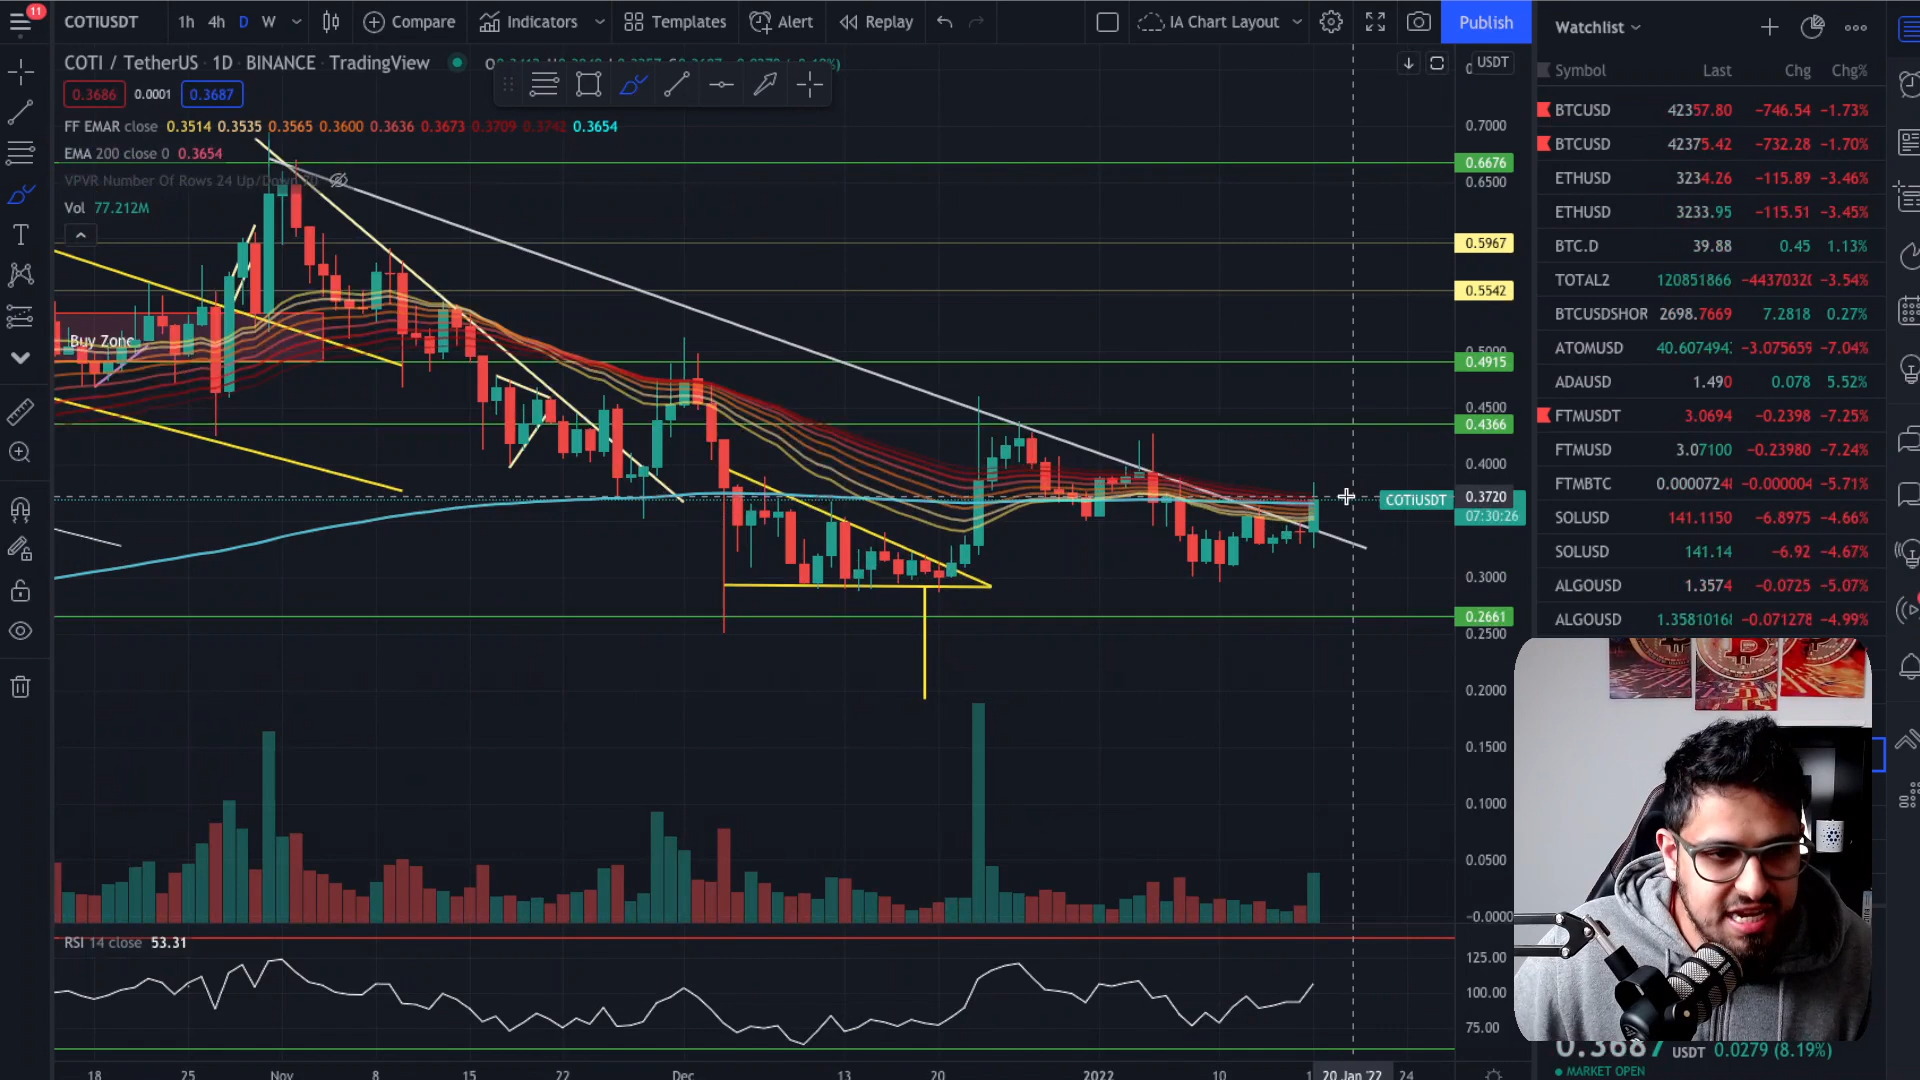 11
COTIUSDT
1h 4h D W
Compare
Indicators
Templates
Alert
Replay
IA Chart Layout
Publish
COTI / TetherUS · 1D · BINANCE · TradingView
USDT
0.3686 0.0001 0.3687
FF EMAR close 0.3514 0.3535 0.3565 0.3600 0.3636 0.3673 0.3709 0.3742 0.3654
EMA 200 close 0 0.3654
VPVR Number Of Rows 24 Up/Down
Vol 77.212M
Buy Zone
0.7000
0.6676
0.6500
0.5967
0.5542
0.5000
0.4915
0.4500
0.4366
0.4000
0.3720
COTIUSDT
07:30:26
0.3000
0.2661
0.2500
0.2000
0.1500
0.1000
0.0500
−0.0000
RSI 14 close 53.31
125.00
100.00
75.00
18 25 Nov 8 15 22 Dec 13 20 2022 10 20 Jan '22 24
Watchlist
Symbol Last Chg Chg%
BTCUSD 42357.80 −746.54 −1.73%
BTCUSD 42375.42 −732.28 −1.70%
ETHUSD 3234.26 −115.89 −3.46%
ETHUSD 3233.95 −115.51 −3.45%
BTC.D 39.88 0.45 1.13%
TOTAL2 120851866 −4437032( −3.54%
BTCUSDSHOR 2698.7669 7.2818 0.27%
ATOMUSD 40.607494 −3.075659 −7.04%
ADAUSD 1.490 0.078 5.52%
FTMUSDT 3.0694 −0.2398 −7.25%
FTMUSD 3.07100 −0.23980 −7.24%
FTMBTC 0.00000724 −0.000004 −5.71%
SOLUSD 141.1150 −6.8975 −4.66%
SOLUSD 141.14 −6.92 −4.67%
ALGOUSD 1.3574 −0.0725 −5.07%
ALGOUSD 1.3581016 −0.071278 −4.99%
0.3687 USDT 0.0279 (8.19%)
MARKET OPEN